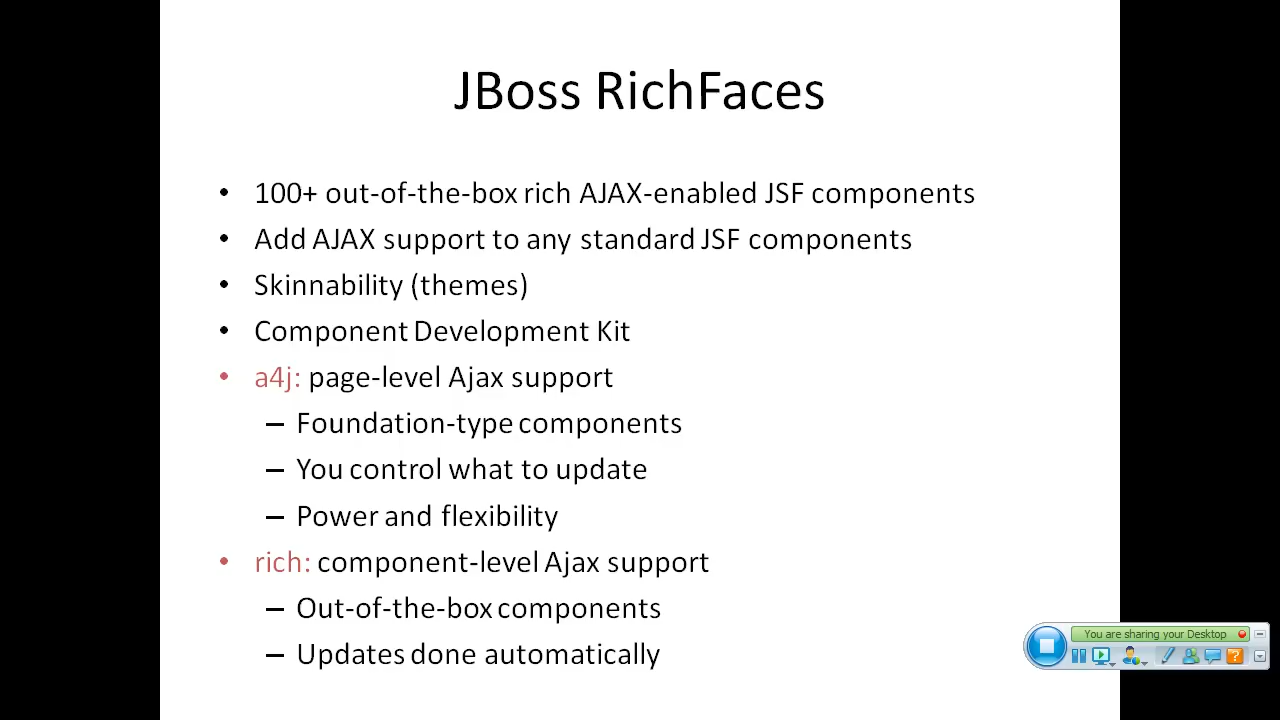 JBoss RichFaces
• 100+ out-of-the-box rich AJAX-enabled JSF components
• Add AJAX support to any standard JSF components
• Skinnability (themes)
• Component Development Kit
• a4j: page-level Ajax support
– Foundation-type components
– You control what to update
– Power and flexibility
• rich: component-level Ajax support
– Out-of-the-box components
– Updates done automatically
You are sharing your Desktop